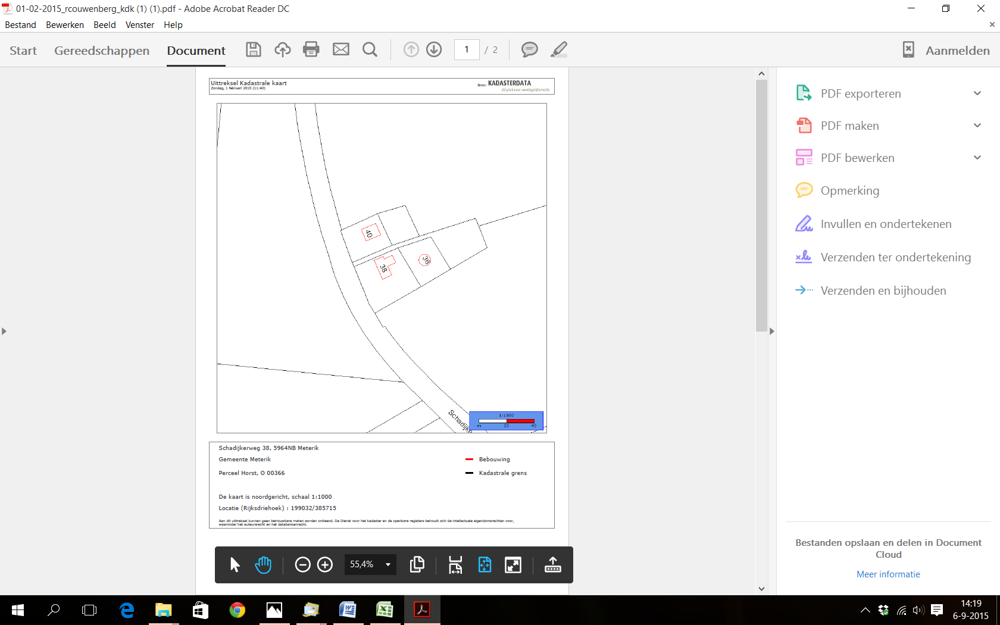 01-02-2015_rcouwenberg_kdk (1) (1).pdf - Adobe Acrobat Reader DC
Bestand Bewerken Beeld Venster Help
Start Gereedschappen Document 1 / 2 Aanmelden
Uittreksel Kadastrale kaart
Zondag, 1 februari 2015 (11:40)
Bron: KADASTERDATA
dé plek voor woninginformatie
40
38
36
Schadijke
1:1000
m 20 40
Schadijkerweg 38, 5964NB Meterik
Gemeente Meterik
Bebouwing
Perceel Horst, O 00366
Kadastrale grens
De kaart is noordgericht, schaal 1:1000
Locatie (Rijksdriehoek) : 199032/385715
Aan dit uittreksel kunnen geen betrouwbare maten worden ontleend. De Dienst voor het kadaster en de openbare registers behoudt zich de intellectuele eigendomsrechten voor,
waaronder het auteursrecht en het databankenrecht.
55,4%
PDF exporteren
PDF maken
PDF bewerken
Opmerking
Invullen en ondertekenen
Verzenden ter ondertekening
Verzenden en bijhouden
Bestanden opslaan en delen in Document
Cloud
Meer informatie
14:19
6-9-2015